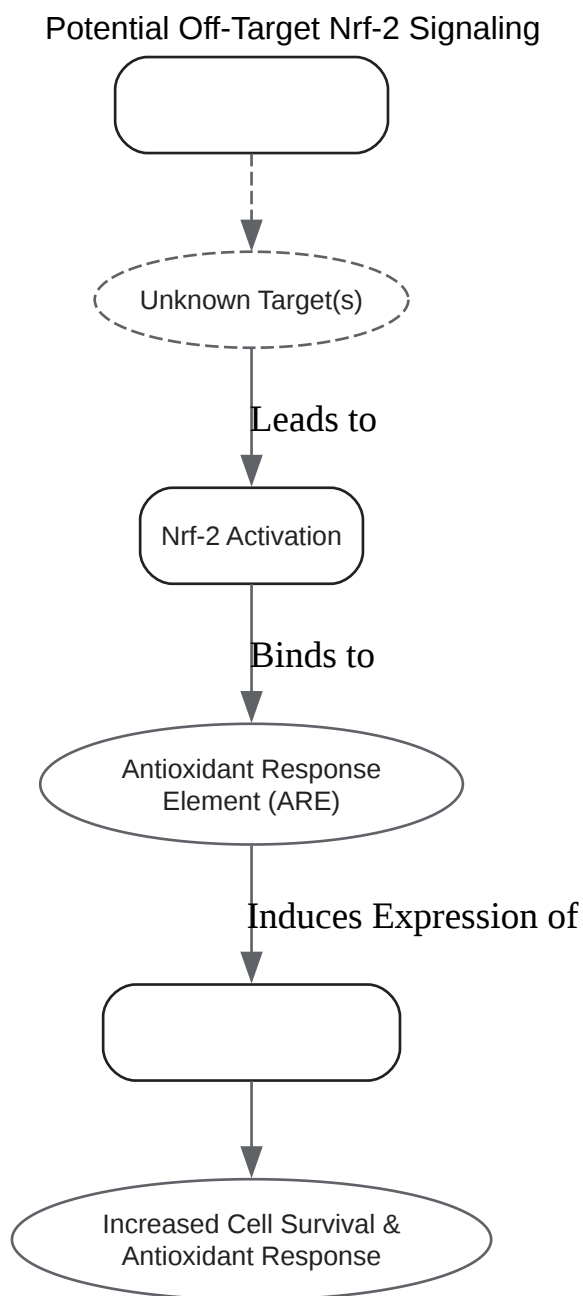 Potential Off-Target Nrf-2 Signaling
Unknown Target(s)
Leads to
Nrf-2 Activation
Binds to
Antioxidant Response
Element (ARE)
Induces Expression of
Increased Cell Survival &
Antioxidant Response